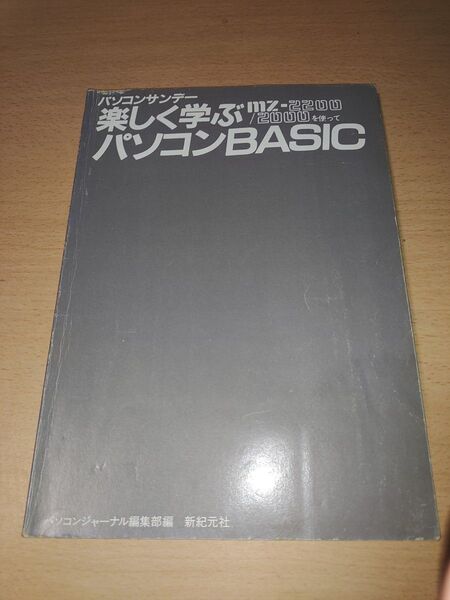 パソコンサンデー
楽しく学ぶ mz-2200
/2000を使って
パソコンBASIC
パソコンジャーナル編集部編 新紀元社